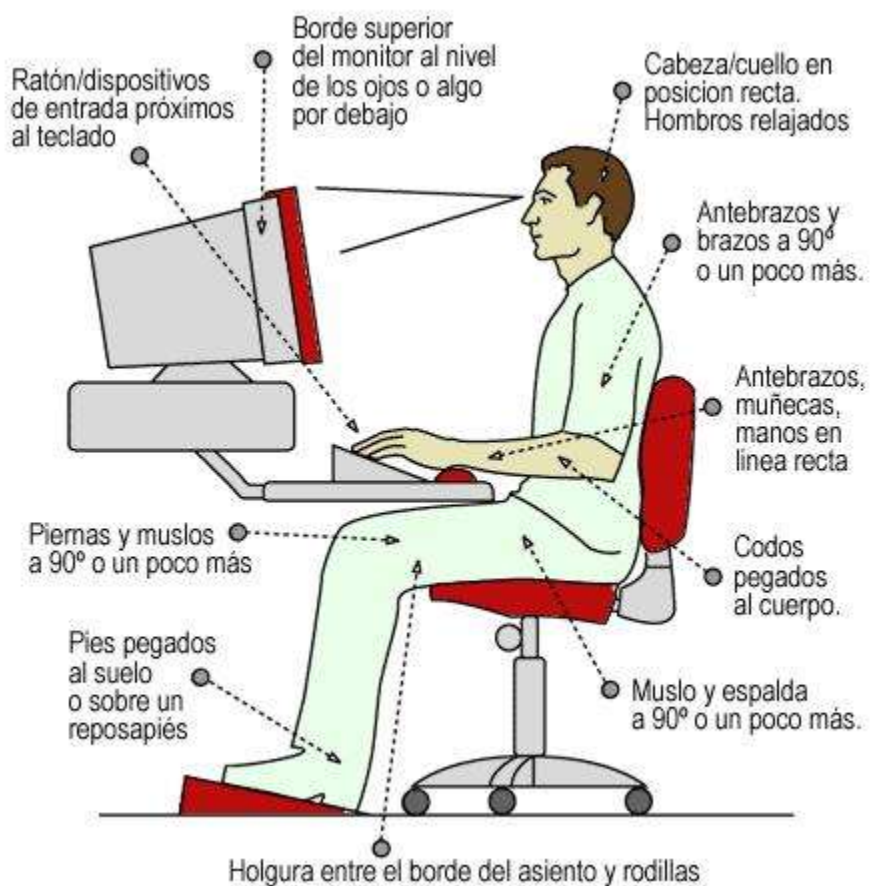 Borde superior
del monitor al nivel
de los ojos o algo
por debajo
Ratón/dispositivos
de entrada próximos
al teclado
Cabeza/cuello en
posicion recta.
Hombros relajados
Antebrazos y
brazos a 90º
o un poco más.
Antebrazos,
muñecas,
manos en
linea recta
Piernas y muslos
a 90º o un poco más
Codos
pegados
al cuerpo.
Pies pegados
al suelo
o sobre un
reposapiés
Muslo y espalda
a 90º o un poco más.
Holgura entre el borde del asiento y rodillas